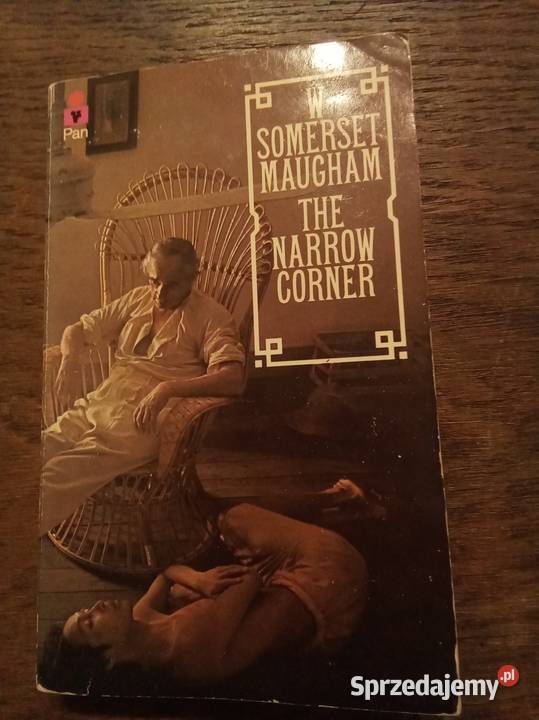 Pan
W
SOMERSET
MAUGHAM
THE
NARROW
CORNER
Sprzedajemy.pl